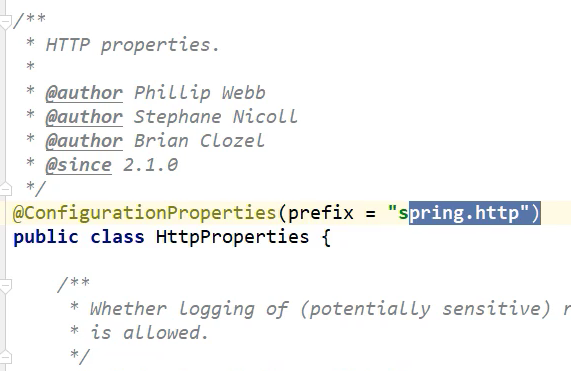 /**
* HTTP properties.
*
* @author Phillip Webb
* @author Stephane Nicoll
* @author Brian Clozel
* @since 2.1.0
*/
@ConfigurationProperties(prefix = "spring.http")
public class HttpProperties {
/**
* Whether logging of (potentially sensitive)
* is allowed.
*/